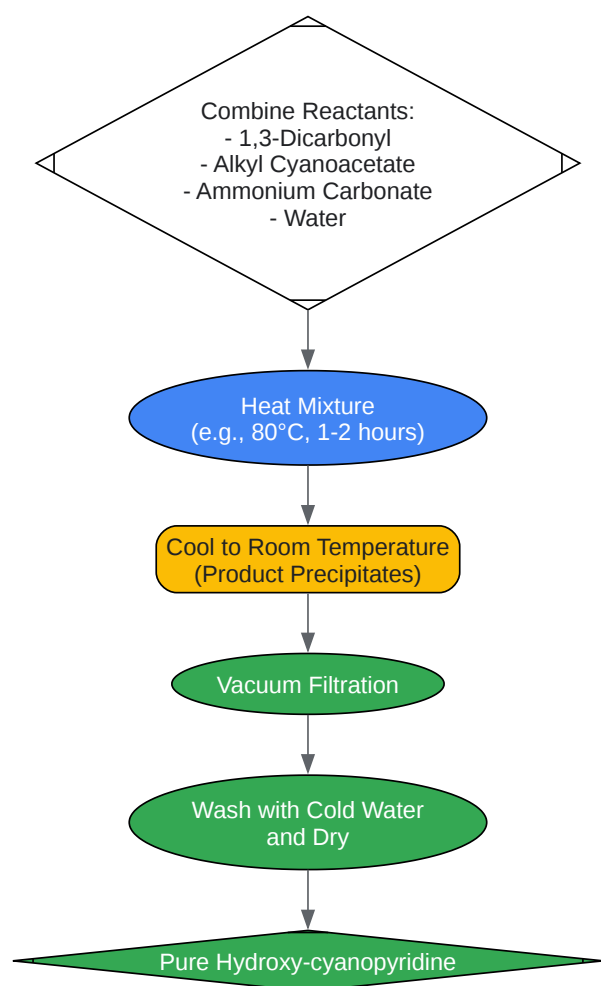 Combine Reactants:
- 1,3-Dicarbonyl
- Alkyl Cyanoacetate
- Ammonium Carbonate
- Water
Heat Mixture
(e.g., 80°C, 1-2 hours)
Cool to Room Temperature
(Product Precipitates)
Vacuum Filtration
Wash with Cold Water
and Dry
Pure Hydroxy-cyanopyridine